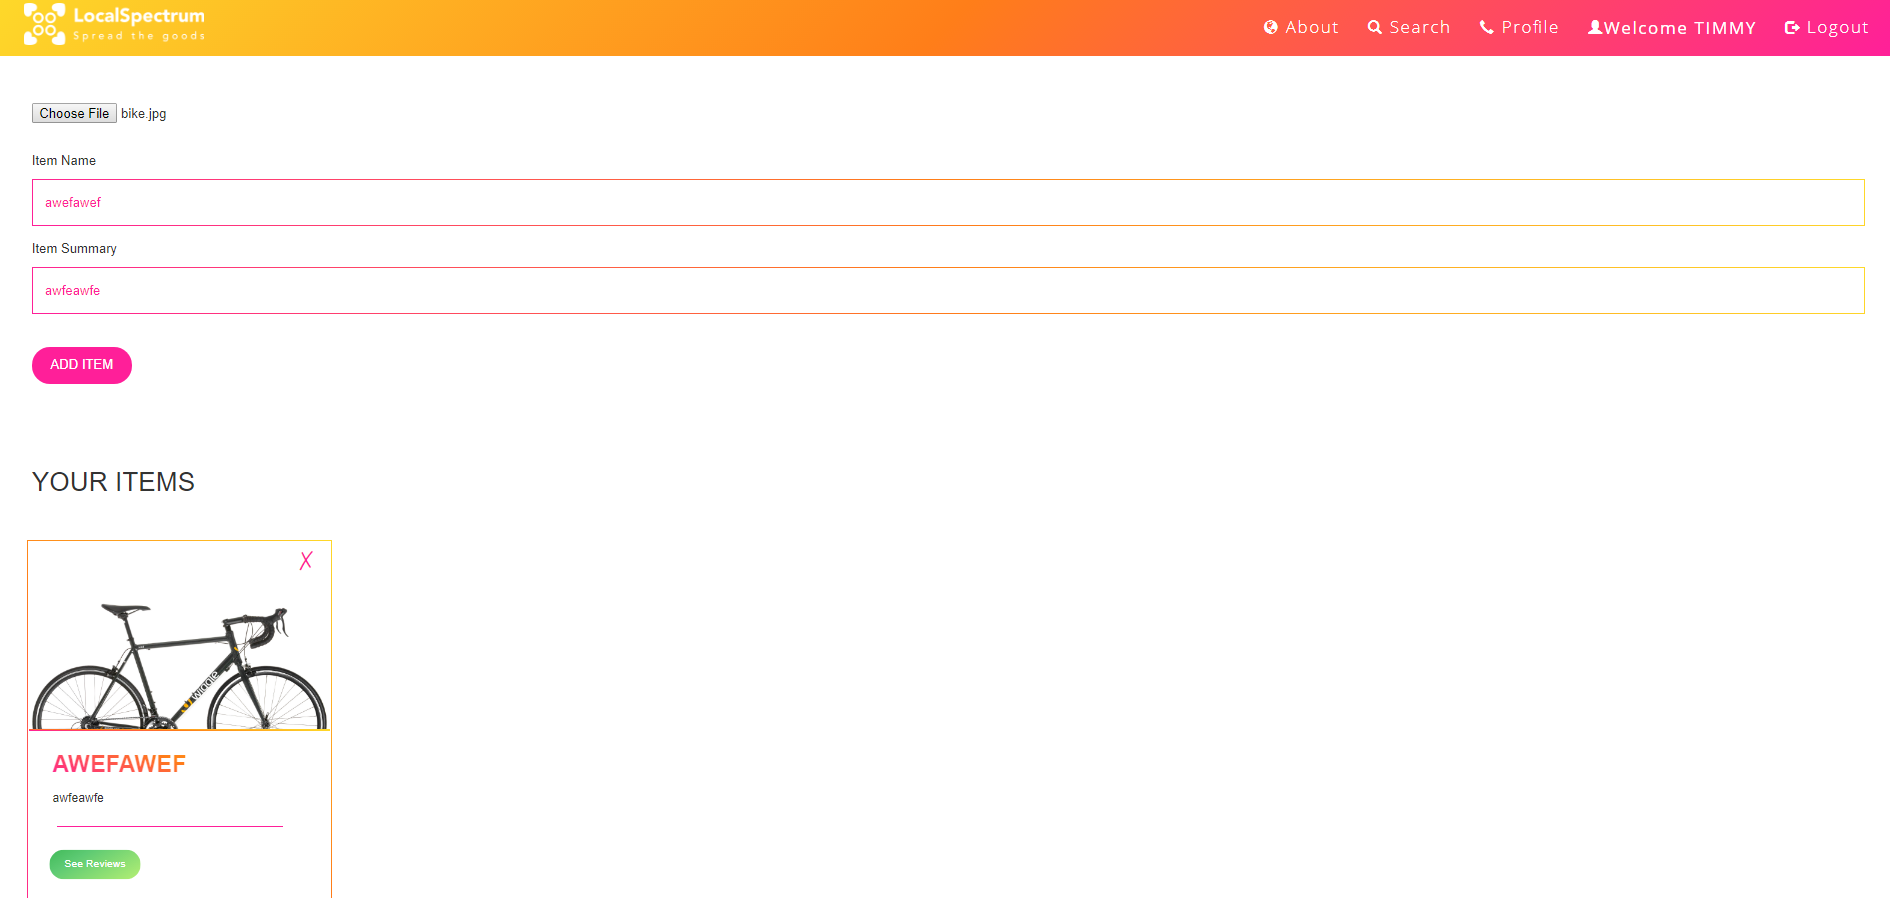 LocalSpectrum
Spread the goods
About Search Profile Welcome TIMMY Logout
Choose File bike.jpg
Item Name
awefawef
Item Summary
awfeawfe
ADD ITEM
YOUR ITEMS
X
wiggle
AWEFAWEF
awfeawfe
See Reviews